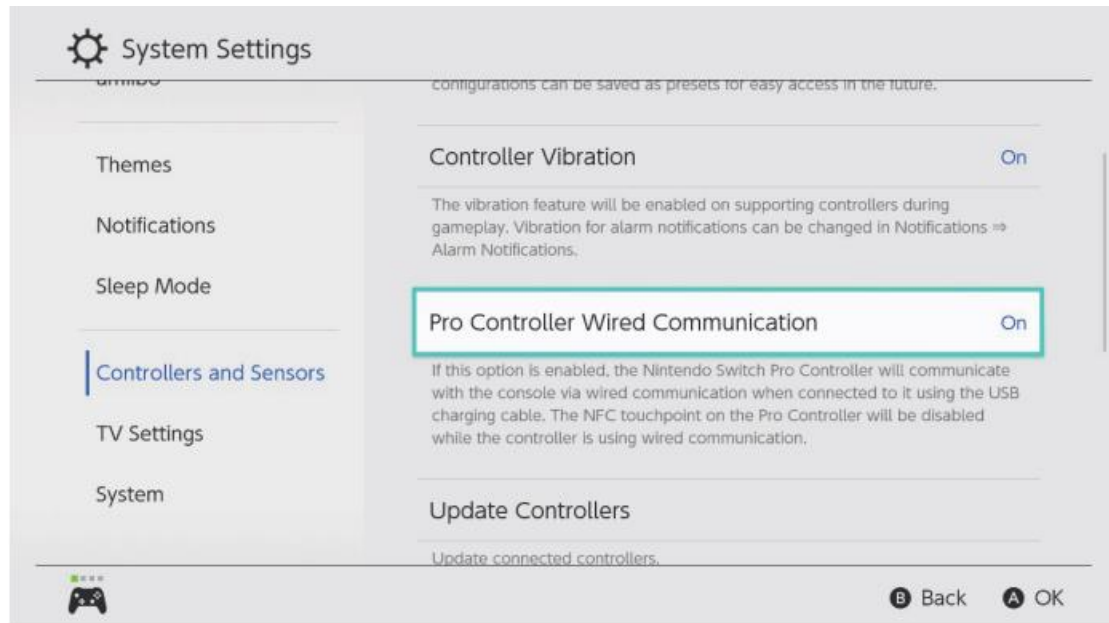 System Settings
amiibo
configurations can be saved as presets for easy access in the future.
Themes
Notifications
Sleep Mode
Controllers and Sensors
TV Settings
System
Controller Vibration On
The vibration feature will be enabled on supporting controllers during
gameplay. Vibration for alarm notifications can be changed in Notifications ⇒
Alarm Notifications.
Pro Controller Wired Communication On
If this option is enabled, the Nintendo Switch Pro Controller will communicate
with the console via wired communication when connected to it using the USB
charging cable. The NFC touchpoint on the Pro Controller will be disabled
while the controller is using wired communication.
Update Controllers
Update connected controllers.
B Back A OK